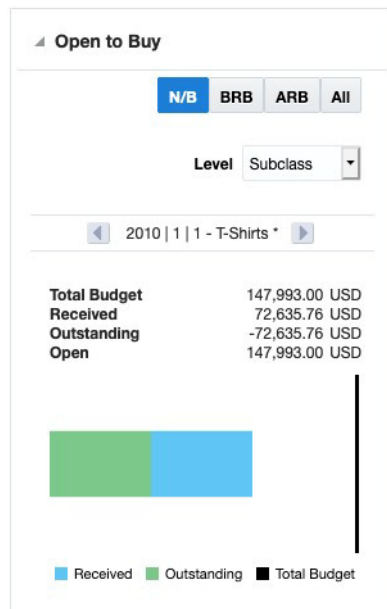 Open to Buy
N/B BRB ARB All
Level Subclass
2010 | 1 | 1 - T-Shirts *
Total Budget 147,993.00 USD
Received 72,635.76 USD
Outstanding -72,635.76 USD
Open 147,993.00 USD
Received Outstanding Total Budget